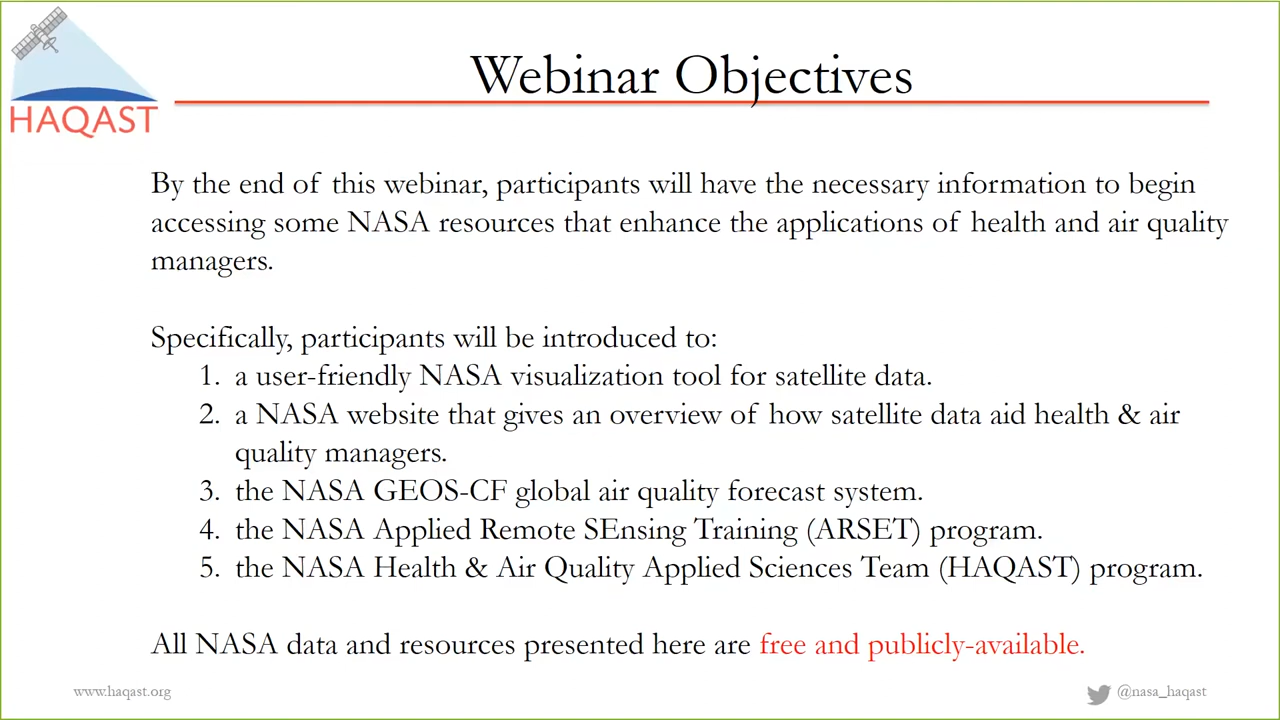 HAQAST
Webinar Objectives
By the end of this webinar, participants will have the necessary information to begin
accessing some NASA resources that enhance the applications of health and air quality
managers.
Specifically, participants will be introduced to:
1. a user-friendly NASA visualization tool for satellite data.
2. a NASA website that gives an overview of how satellite data aid health & air
quality managers.
3. the NASA GEOS-CF global air quality forecast system.
4. the NASA Applied Remote SEnsing Training (ARSET) program.
5. the NASA Health & Air Quality Applied Sciences Team (HAQAST) program.
All NASA data and resources presented here are free and publicly-available.
www.haqast.org
@nasa_haqast